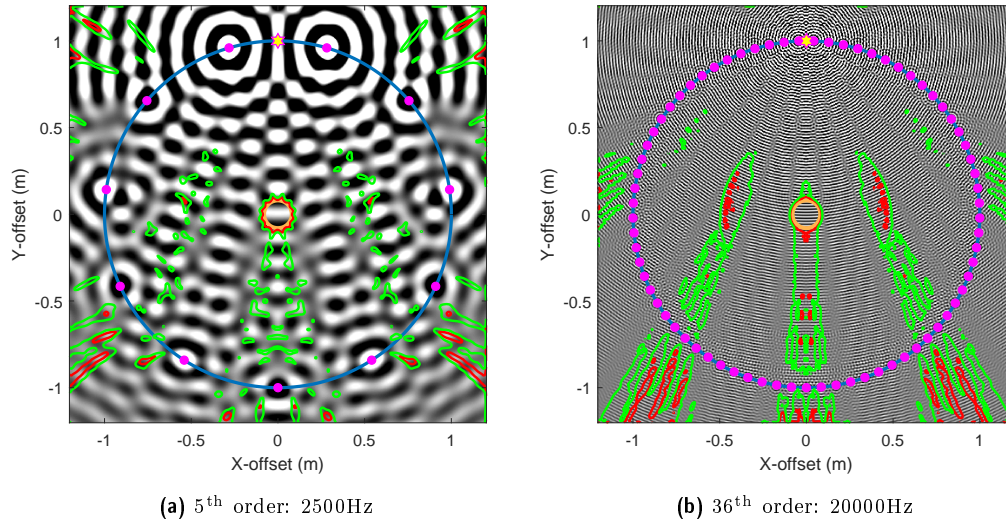 1
0.5
0
-0.5
-1
Y-offset (m)
-1 -0.5 0 0.5 1
X-offset (m)
(a) 5th order: 2500Hz
1
0.5
0
-0.5
-1
Y-offset (m)
-1 -0.5 0 0.5 1
X-offset (m)
(b) 36th order: 20000Hz